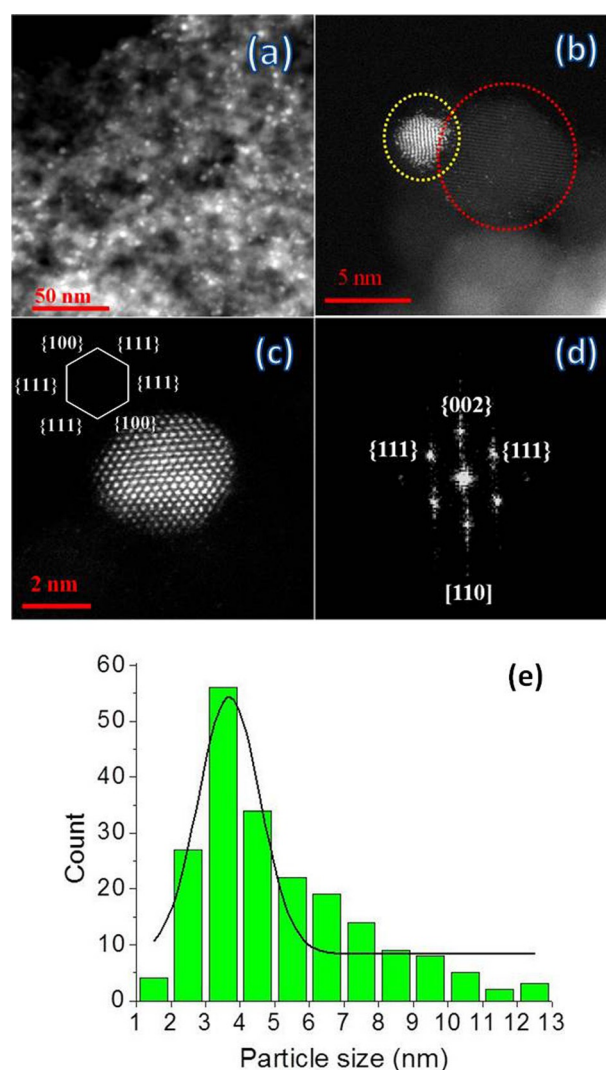 (a)
50 nm
(b)
5 nm
(c)
{100}
{111}
{111}
{111}
{111}
{100}
2 nm
(d)
{002}
{111}
{111}
[110]
(e)
60
50
40
30
20
10
0
Count
1 2 3 4 5 6 7 8 9 10 11 12 13
Particle size (nm)